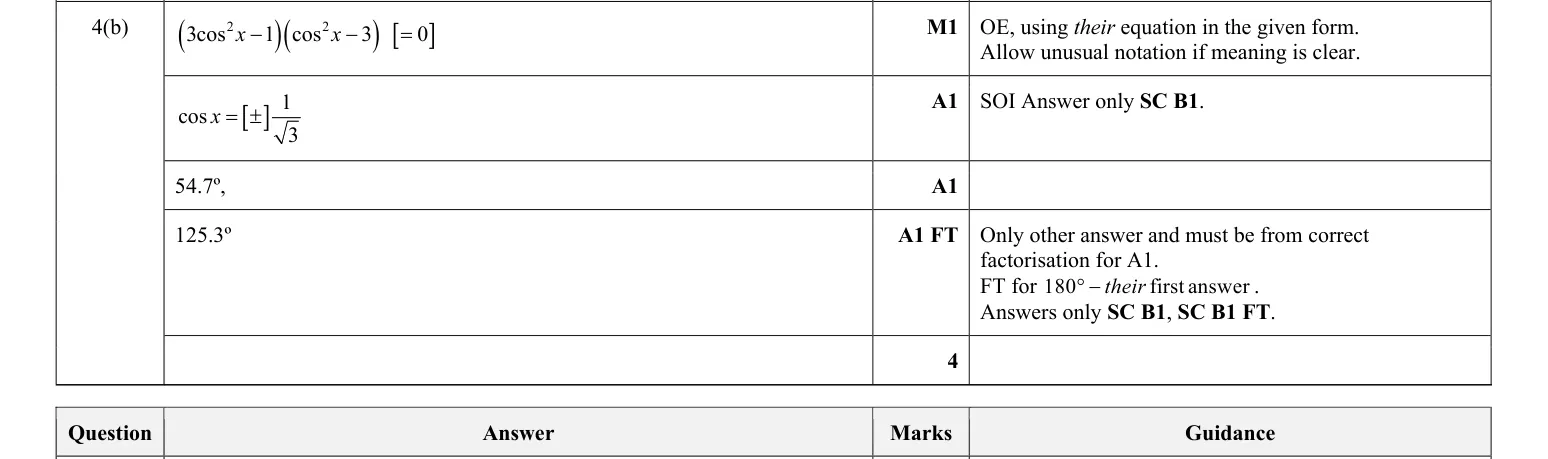 4(b)
(3cos²x − 1)(cos²x − 3) [= 0]
M1
OE, using their equation in the given form.
Allow unusual notation if meaning is clear.
cos x = [±] 1/√3
A1
SOI Answer only SC B1.
54.7º,
A1
125.3º
A1 FT
Only other answer and must be from correct
factorisation for A1.
FT for 180° – their first answer .
Answers only SC B1, SC B1 FT.
4
Question Answer Marks Guidance